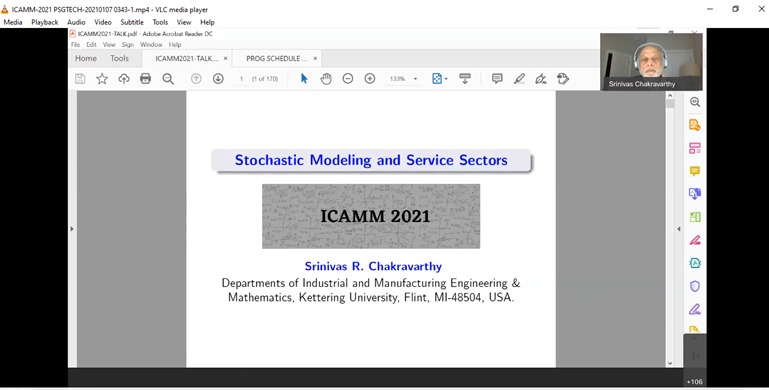 ICAMM-2021 PSGTECH-20210107 0343-1.mp4 - VLC media player
Media Playback Audio Video Subtitle Tools View Help
ICAMM2021-TALK.pdf - Adobe Acrobat Reader DC
File Edit View Sign Window Help
Home Tools ICAMM2021-TALK.... × PROG SCHEDULE ... ×
1 (1 of 170) 133%
Srinivas Chakravarthy
Stochastic Modeling and Service Sectors
ICAMM 2021
Srinivas R. Chakravarthy
Departments of Industrial and Manufacturing Engineering &
Mathematics, Kettering University, Flint, MI-48504, USA.
+106